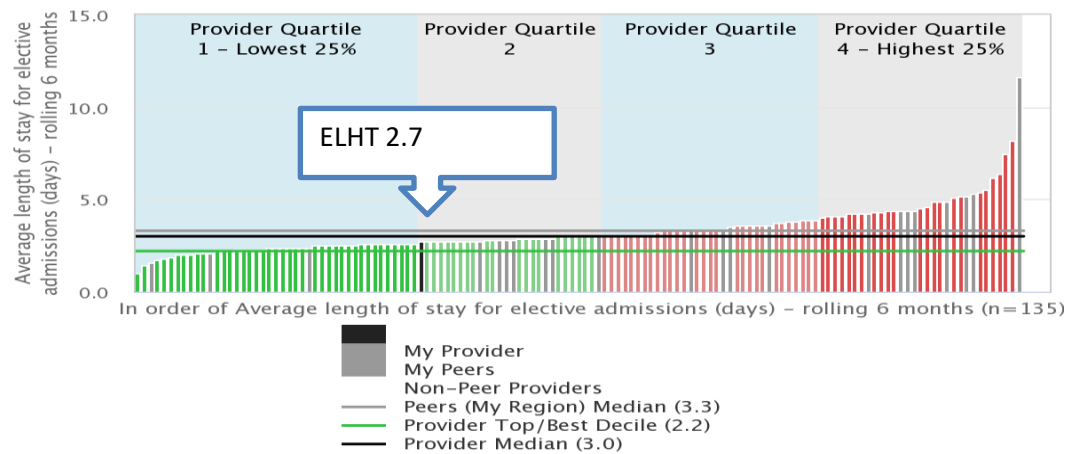 15.0
10.0
5.0
0.0
Average length of stay for elective
admissions (days) – rolling 6 months
Provider Quartile
1 – Lowest 25%
Provider Quartile
2
Provider Quartile
3
Provider Quartile
4 – Highest 25%
ELHT 2.7
In order of Average length of stay for elective admissions (days) – rolling 6 months (n=135)
My Provider
My Peers
Non–Peer Providers
Peers (My Region) Median (3.3)
Provider Top/Best Decile (2.2)
Provider Median (3.0)